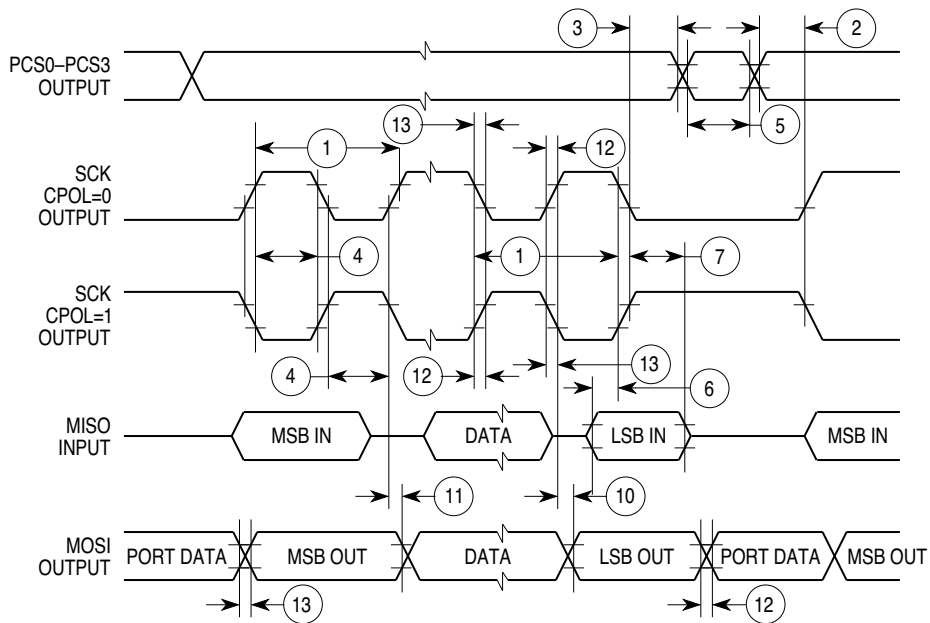 3
2
PCS0–PCS3
OUTPUT
5
13
12
1
SCK
CPOL=0
OUTPUT
4
1
7
SCK
CPOL=1
OUTPUT
4
12
13
6
MISO
INPUT
MSB IN
DATA
LSB IN
MSB IN
11
10
MOSI
OUTPUT
PORT DATA
MSB OUT
DATA
LSB OUT
PORT DATA
MSB OUT
13
12